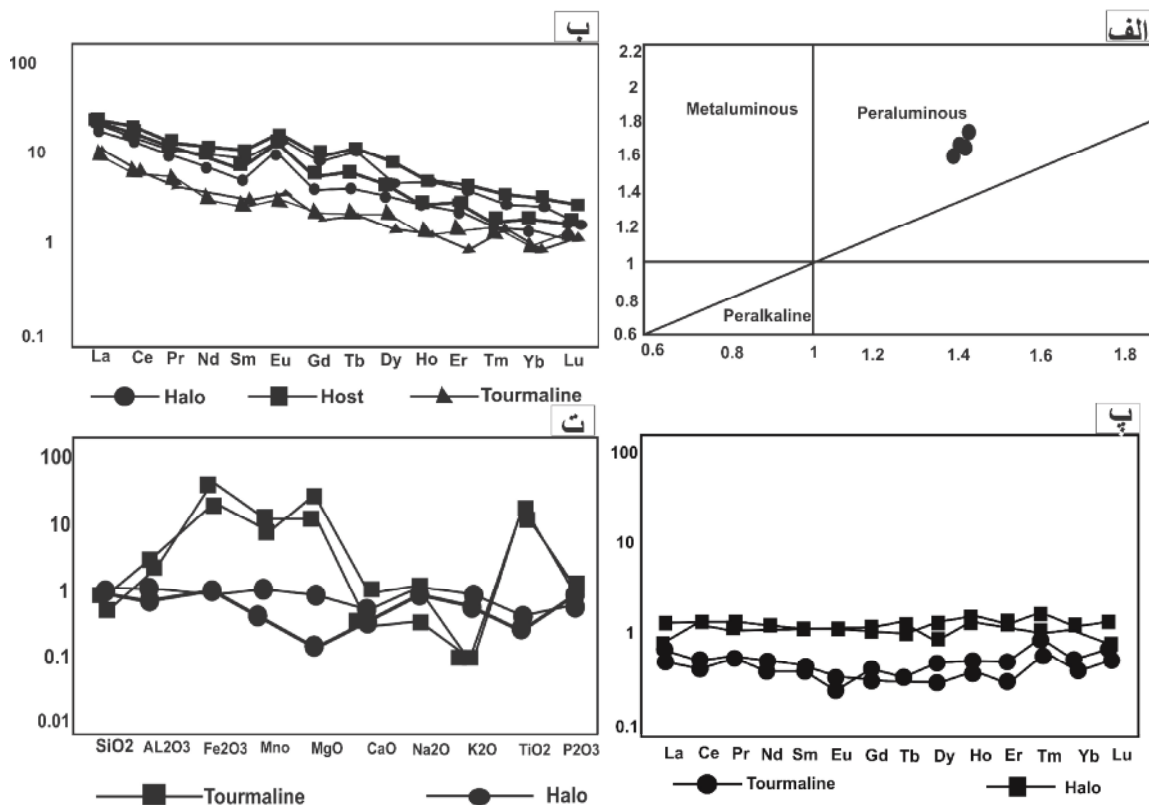 ب
100
10
1
0.1
La Ce Pr Nd Sm Eu Gd Tb Dy Ho Er Tm Yb Lu
Halo Host Tourmaline
الف
2.2
2
1.8
1.6
1.4
1.2
1
0.8
0.6
Metaluminous
Peraluminous
Peralkaline
0.6 0.8 1 1.2 1.4 1.6 1.8
ت
100
10
1
0.1
0.01
SiO2 AL2O3 Fe2O3 Mno MgO CaO Na2O K2O TiO2 P2O3
Tourmaline Halo
پ
100
10
1
0.1
La Ce Pr Nd Sm Eu Gd Tb Dy Ho Er Tm Yb Lu
Tourmaline Halo